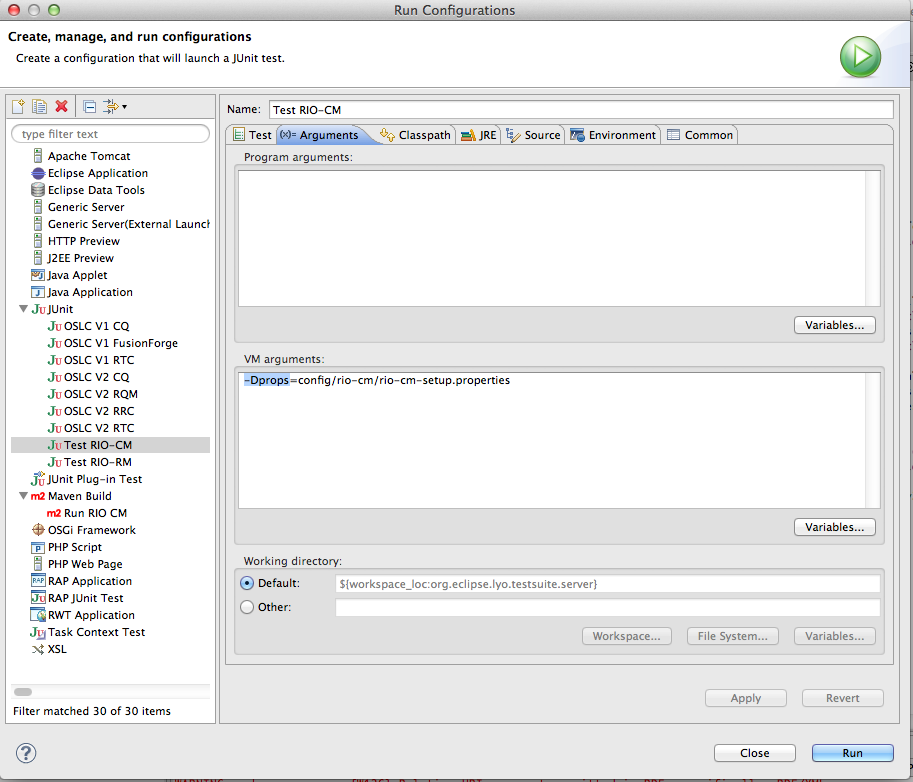 Run Configurations
Create, manage, and run configurations
Create a configuration that will launch a JUnit test.
type filter text
Apache Tomcat
Eclipse Application
Eclipse Data Tools
Generic Server
Generic Server(External Launch
HTTP Preview
J2EE Preview
Java Applet
Java Application
JUnit
OSLC V1 CQ
OSLC V1 FusionForge
OSLC V1 RTC
OSLC V2 CQ
OSLC V2 RQM
OSLC V2 RRC
OSLC V2 RTC
Test RIO-CM
Test RIO-RM
JUnit Plug-in Test
Maven Build
m2 Run RIO CM
OSGi Framework
PHP Script
PHP Web Page
RAP Application
RAP JUnit Test
RWT Application
Task Context Test
XSL
Filter matched 30 of 30 items
Name: Test RIO-CM
Test (x)= Arguments Classpath JRE Source Environment Common
Program arguments:
Variables...
VM arguments:
-Dprops=config/rio-cm/rio-cm-setup.properties
Variables...
Working directory:
Default: ${workspace_loc:org.eclipse.lyo.testsuite.server}
Other:
Workspace... File System... Variables...
Apply Revert
? Close Run